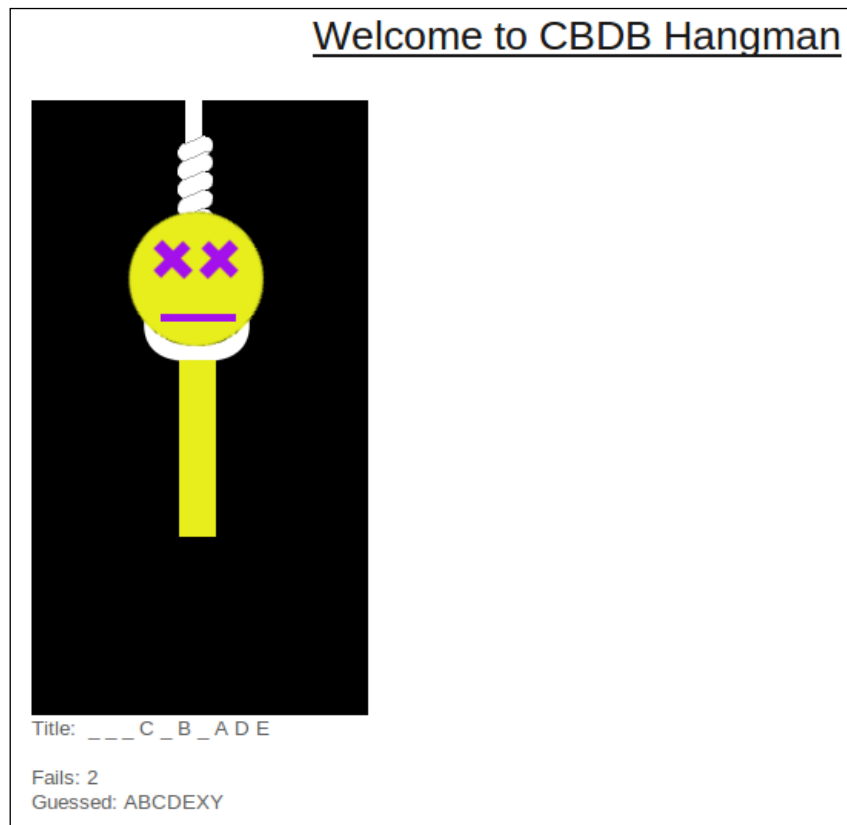 Welcome to CBDB Hangman
Title: _ _ _ C _ B _ A D E
Fails: 2
Guessed: ABCDEXY